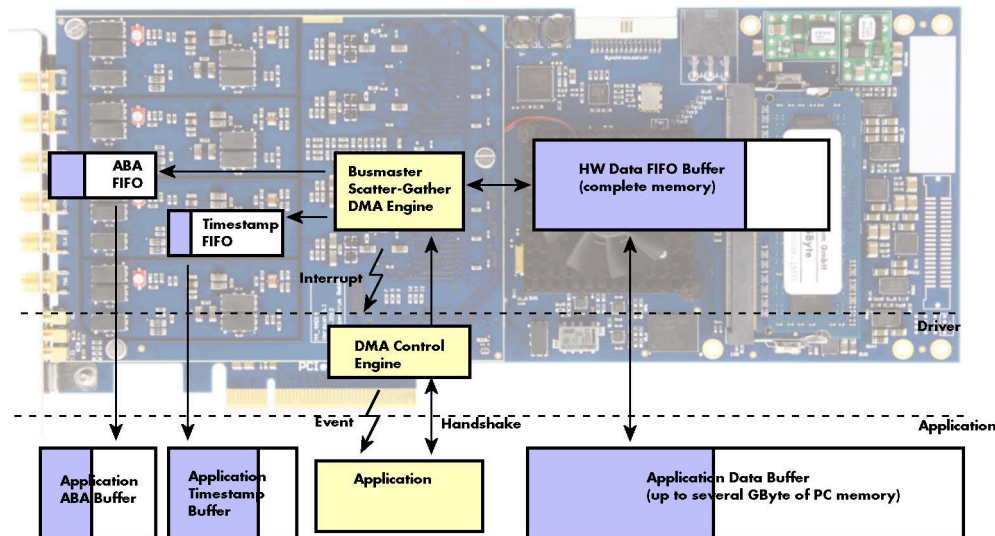 Synchronisation
ABA
FIFO
Busmaster
Scatter-Gather
DMA Engine
HW Data FIFO Buffer
(complete memory)
Timestamp
FIFO
Interrupt
Driver
DMA Control
Engine
PCI
Event
Handshake
Application
Application
ABA Buffer
Application
Timestamp
Buffer
Application
Application Data Buffer
(up to several GByte of PC memory)